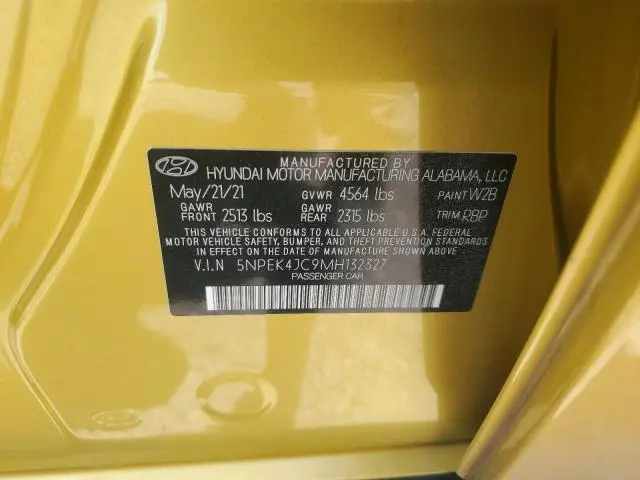 MANUFACTURED BY
HYUNDAI MOTOR MANUFACTURING ALABAMA, LLC
May/21/21 GVWR 4564 lbs PAINT W2B
GAWR FRONT 2513 lbs GAWR REAR 2315 lbs TRIM RBP
THIS VEHICLE CONFORMS TO ALL APPLICABLE U.S.A. FEDERAL
MOTOR VEHICLE SAFETY, BUMPER, AND THEFT PREVENTION STANDARDS
IN EFFECT ON THE DATE OF MANUFACTURE SHOWN ABOVE.
V.I.N 5NPEK4JC9MH132327
PASSENGER CAR